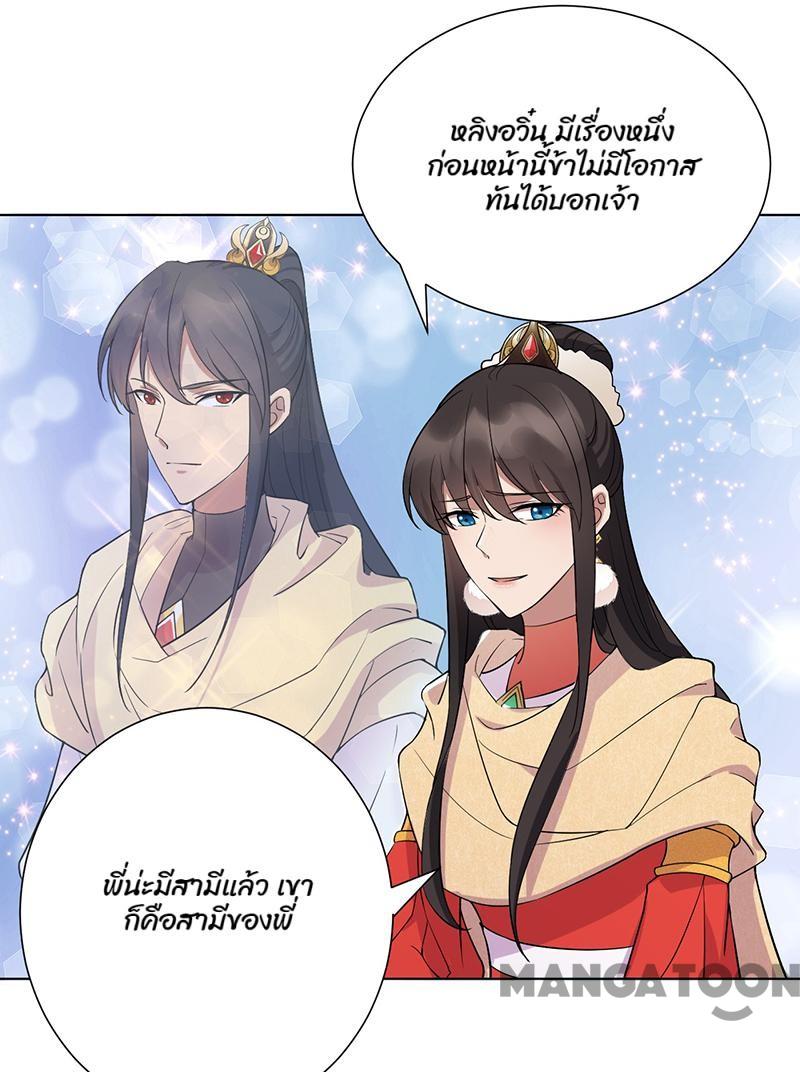 หลิงอวิ๋น มีเรื่องหนึ่ง
ก่อนหน้านี้ข้าไม่มีโอกาส
ทันได้บอกเจ้า
พี่น่ะมีสามีแล้ว เขา
ก็คือสามีของพี่
MANGATOON